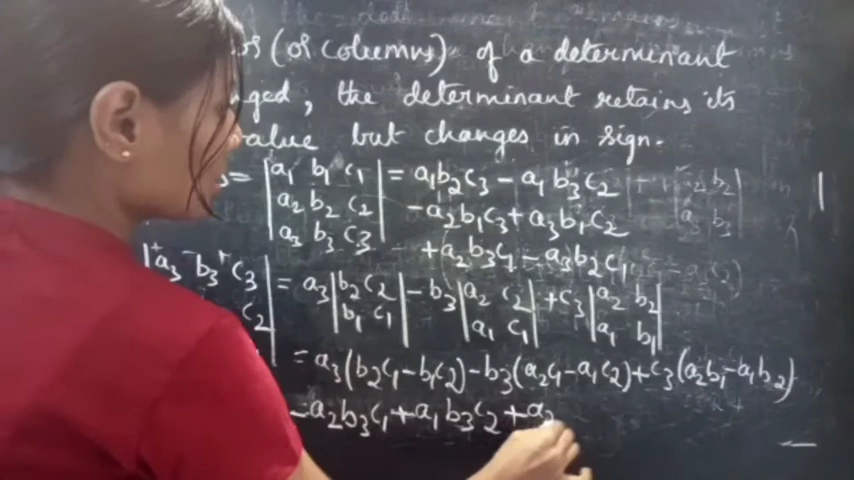 (or columns) of a determinant
, the determinant retains its
value but changes in sign.
= | a1 b1 c1 | = a1b2c3 - a1b3c2
| a2 b2 c2 | - a2b1c3 + a3b1c2
| a3 b3 c3 | + a2b3c1 - a3b2c1
| +a3 -b3 +c3 | = a3 | b2 c2 | - b3 | a2 c2 | + c3 | a2 b2 |
c2 | | b1 c1 | | a1 c1 | | a1 b1 |
= a3(b2c1 - b1c2) - b3(a2c1 - a1c2) + c3(a2b1 - a1b2)
- a2b3c1 + a1b3c2 + a2